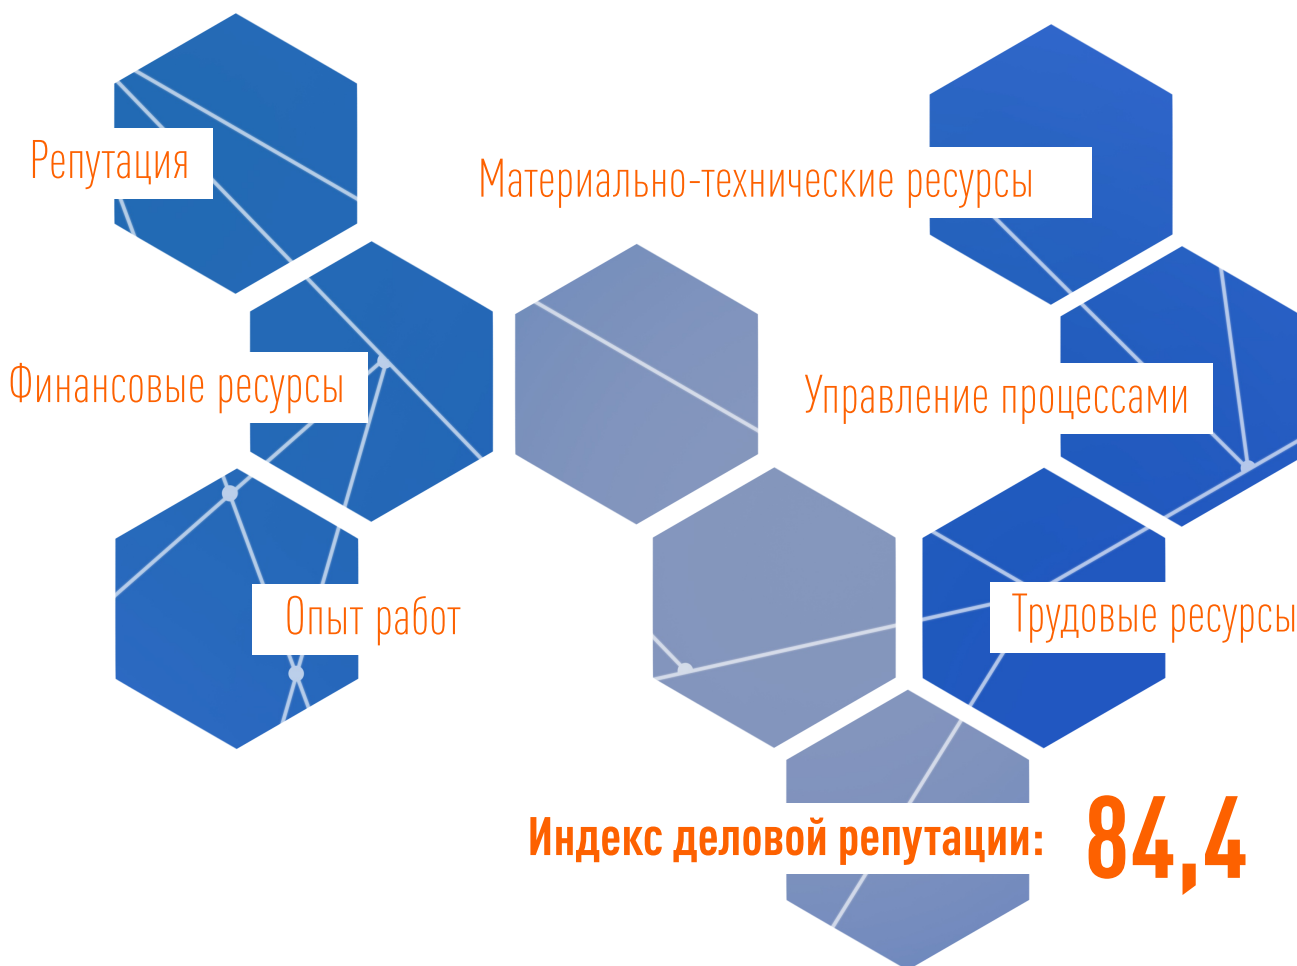 Репутация
Материально-технические ресурсы
Финансовые ресурсы
Управление процессами
Опыт работ
Трудовые ресурсы
Индекс деловой репутации: 84,4